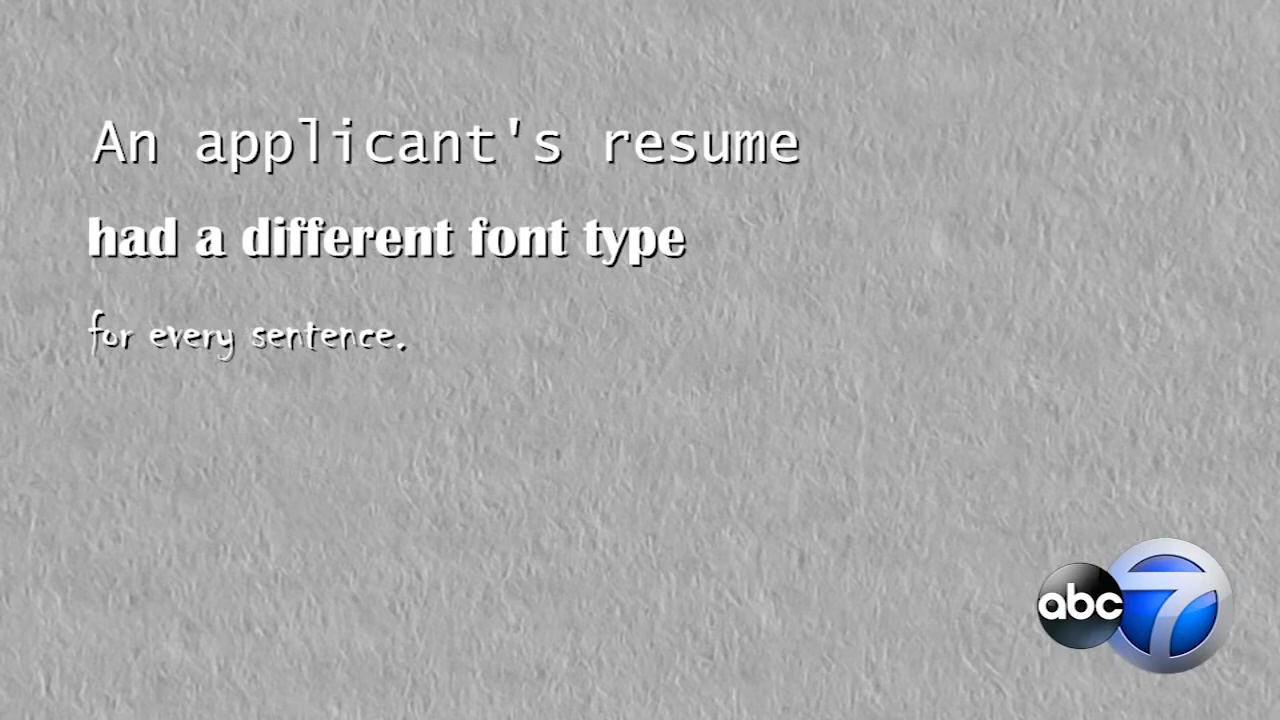 An applicant's resume
had a different font type
for every sentence.
abc 7